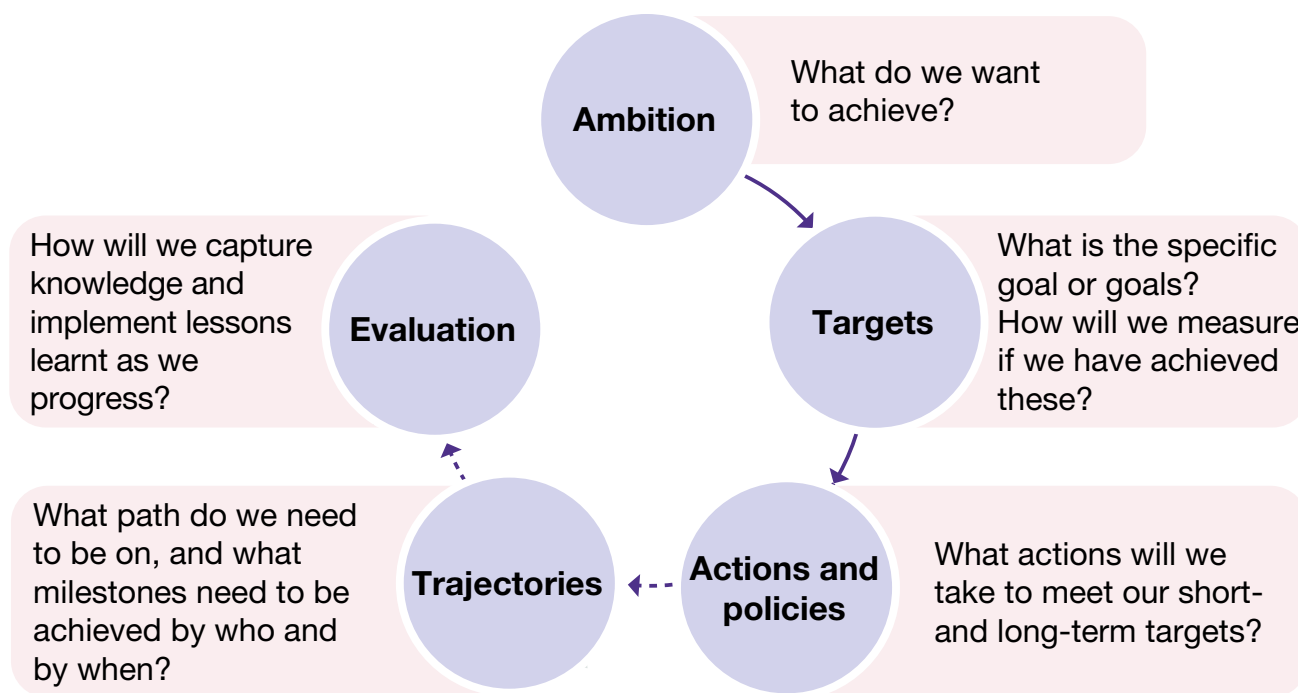 Ambition
What do we want
to achieve?
Targets
What is the specific
goal or goals?
How will we measure
if we have achieved
these?
Actions and
policies
What actions will we
take to meet our short-
and long-term targets?
Trajectories
What path do we need
to be on, and what
milestones need to be
achieved by who and
by when?
Evaluation
How will we capture
knowledge and
implement lessons
learnt as we
progress?